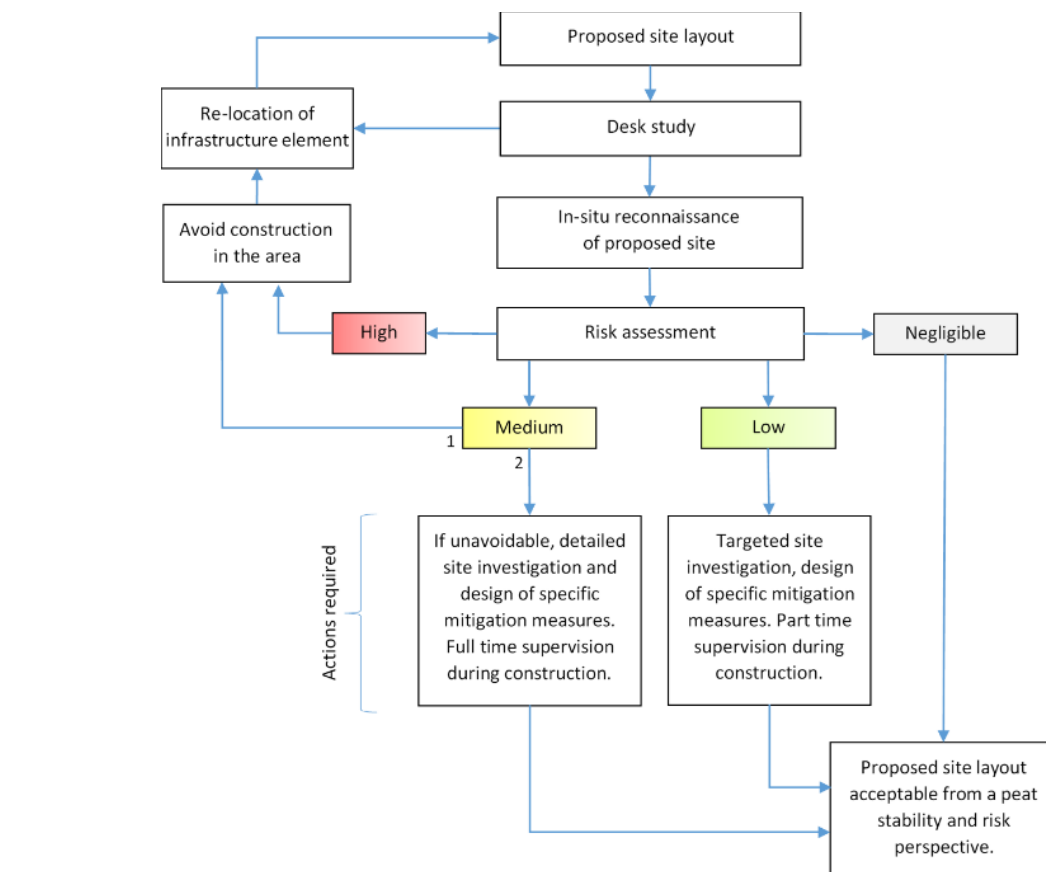 Proposed site layout
Re-location of
infrastructure element
Desk study
In-situ reconnaissance
of proposed site
Avoid construction
in the area
High
Risk assessment
Negligible
Medium
Low
1
2
Actions required
If unavoidable, detailed
site investigation and
design of specific
mitigation measures.
Full time supervision
during construction.
Targeted site
investigation, design
of specific mitigation
measures. Part time
supervision during
construction.
Proposed site layout
acceptable from a peat
stability and risk
perspective.